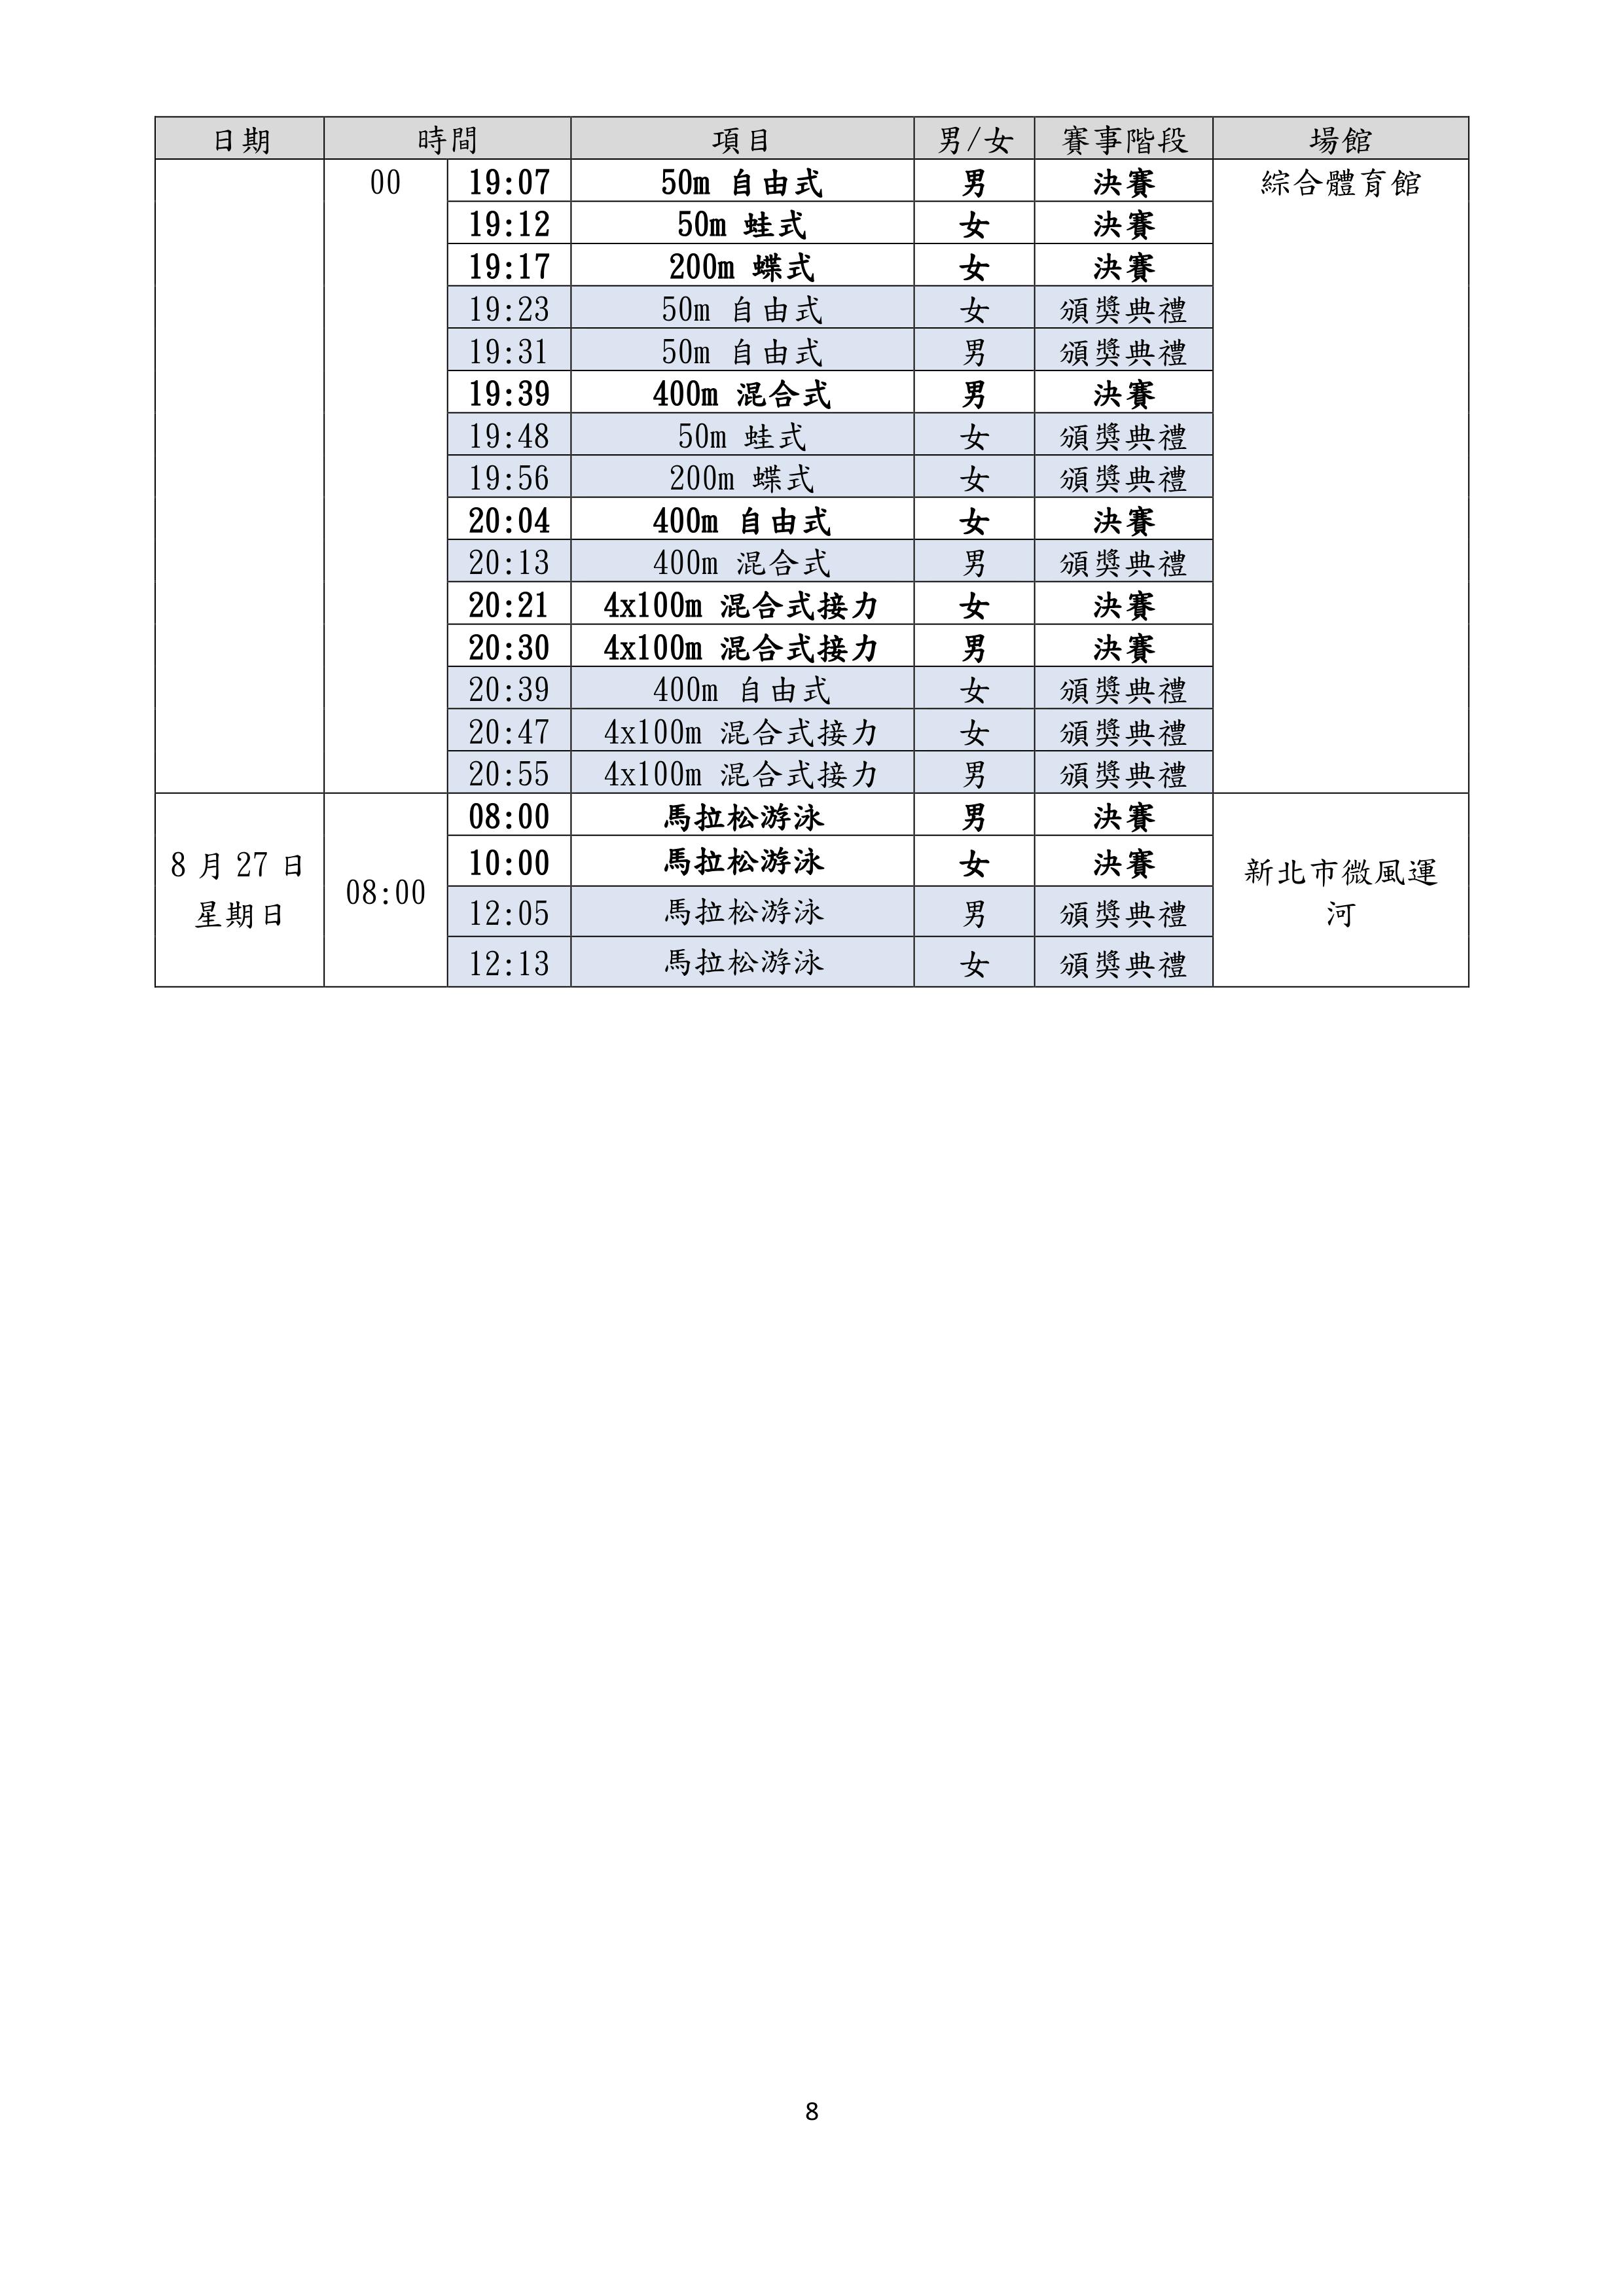 日期 時間 項目 男/女 賽事階段 場館
00 19:07 50m 自由式 男 決賽 綜合體育館
19:12 50m 蛙式 女 決賽
19:17 200m 蝶式 女 決賽
19:23 50m 自由式 女 頒獎典禮
19:31 50m 自由式 男 頒獎典禮
19:39 400m 混合式 男 決賽
19:48 50m 蛙式 女 頒獎典禮
19:56 200m 蝶式 女 頒獎典禮
20:04 400m 自由式 女 決賽
20:13 400m 混合式 男 頒獎典禮
20:21 4x100m 混合式接力 女 決賽
20:30 4x100m 混合式接力 男 決賽
20:39 400m 自由式 女 頒獎典禮
20:47 4x100m 混合式接力 女 頒獎典禮
20:55 4x100m 混合式接力 男 頒獎典禮
8 月 27 日
星期日
08:00
08:00 馬拉松游泳 男 決賽
10:00 馬拉松游泳 女 決賽
12:05 馬拉松游泳 男 頒獎典禮
12:13 馬拉松游泳 女 頒獎典禮
新北市微風運
河
8